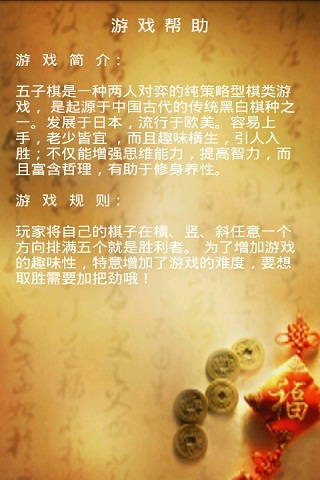 游 戏 帮 助
游 戏 简 介：
五子棋是一种两人对弈的纯策略型棋类游
戏， 是起源于中国古代的传统黑白棋种之
一。发展于日本，流行于欧美。容易上
手，老少皆宜 ，而且趣味横生，引人入
胜；不仅能增强思维能力，提高智力，而
且富含哲理，有助于修身养性。
游 戏 规 则：
玩家将自己的棋子在横、竖、斜任意一个
方向排满五个就是胜利者。 为了增加游戏
的趣味性，特意增加了游戏的难度，要想
取胜需要加把劲哦！
福